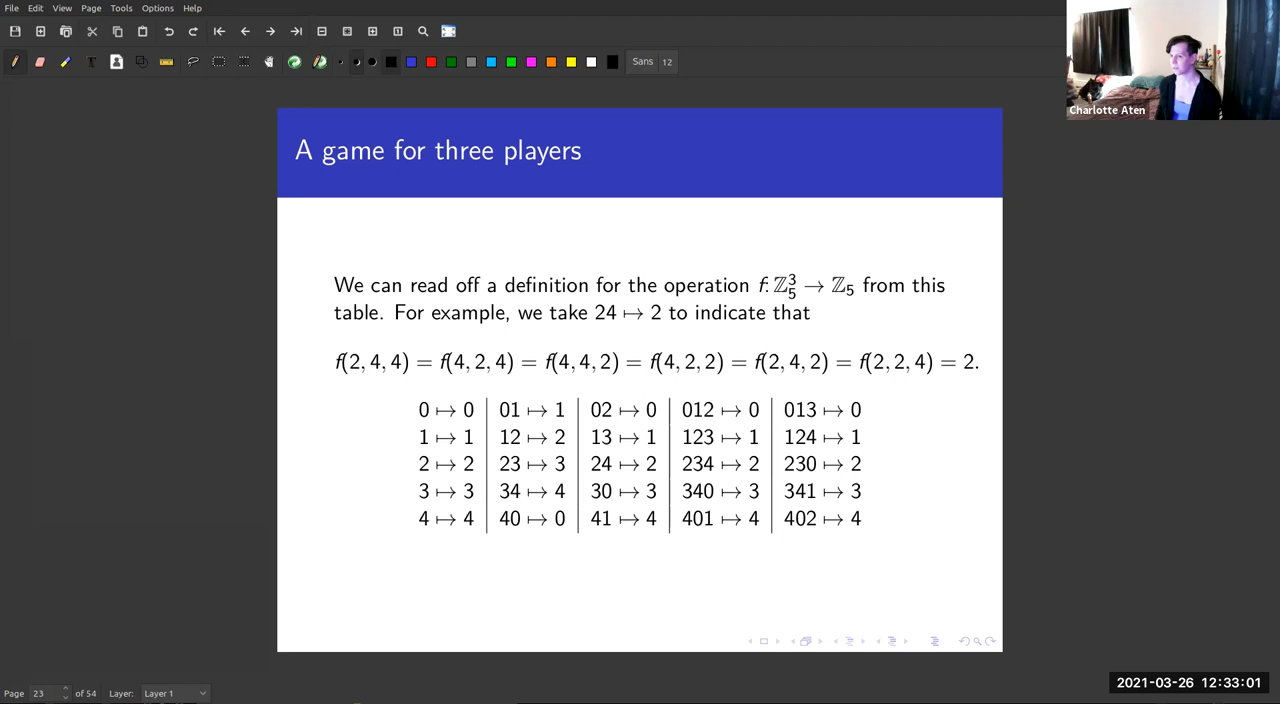 File Edit View Page Tools Options Help
Sans 12
Charlotte Aten
A game for three players
We can read off a definition for the operation f: ℤ₅³ → ℤ₅ from this
table. For example, we take 24 ↦ 2 to indicate that
f(2, 4, 4) = f(4, 2, 4) = f(4, 4, 2) = f(4, 2, 2) = f(2, 4, 2) = f(2, 2, 4) = 2.
0 ↦ 0 01 ↦ 1 02 ↦ 0 012 ↦ 0 013 ↦ 0
1 ↦ 1 12 ↦ 2 13 ↦ 1 123 ↦ 1 124 ↦ 1
2 ↦ 2 23 ↦ 3 24 ↦ 2 234 ↦ 2 230 ↦ 2
3 ↦ 3 34 ↦ 4 30 ↦ 3 340 ↦ 3 341 ↦ 3
4 ↦ 4 40 ↦ 0 41 ↦ 4 401 ↦ 4 402 ↦ 4
Page 23 of 54 Layer: Layer 1
2021-03-26 12:33:01